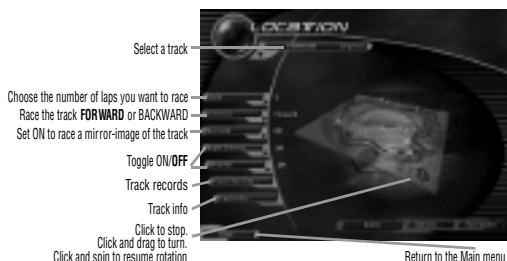 LOCATION
Select a track
Choose the number of laps you want to race
Race the track FORWARD or BACKWARD
Set ON to race a mirror-image of the track
Toggle ON/OFF
Track records
Track info
Click to stop.
Click and drag to turn.
Click and spin to resume rotation
Return to the Main menu